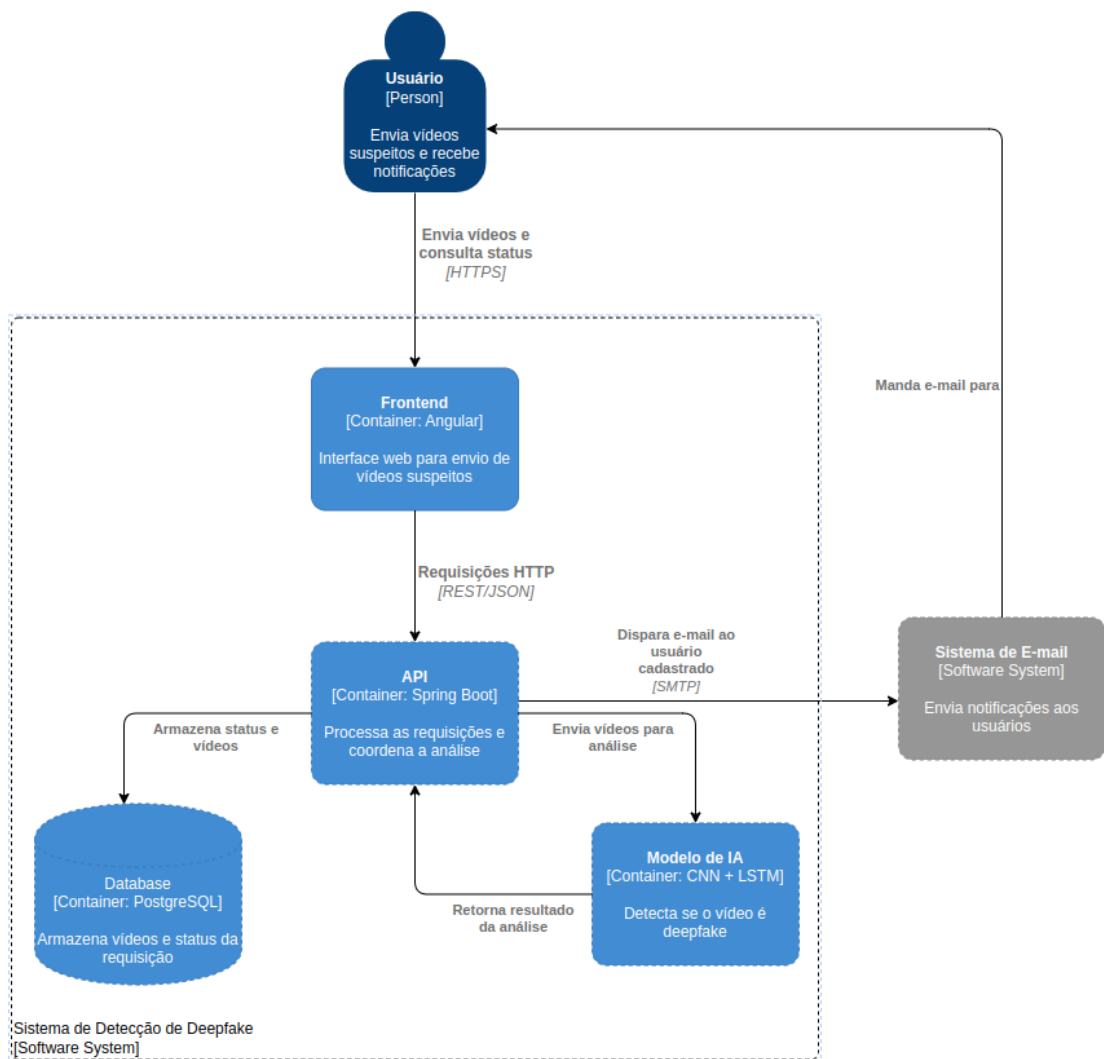 Usuário
[Person]
Envia vídeos
suspeitos e recebe
notificações
Envia vídeos e
consulta status
[HTTPS]
Manda e-mail para
Frontend
[Container: Angular]
Interface web para envio de
vídeos suspeitos
Requisições HTTP
[REST/JSON]
Dispara e-mail ao
usuário
cadastrado
[SMTP]
Sistema de E-mail
[Software System]
Envia notificações aos
usuários
API
[Container: Spring Boot]
Processa as requisições e
coordena a análise
Armazena status e
vídeos
Envia vídeos para
análise
Modelo de IA
[Container: CNN + LSTM]
Detecta se o vídeo é
deepfake
Retorna resultado
da análise
Database
[Container: PostgreSQL]
Armazena vídeos e status da
requisição
Sistema de Detecção de Deepfake
[Software System]